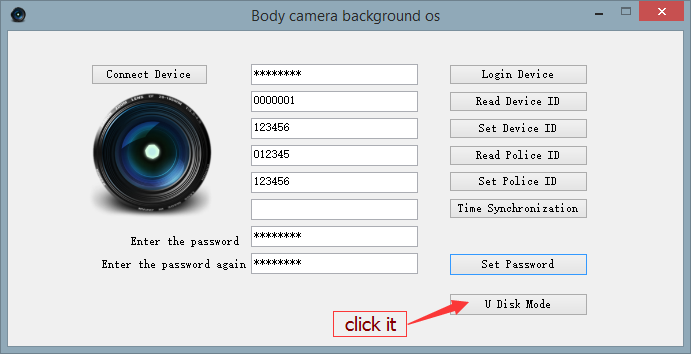 Body camera background os
Connect Device
********
Login Device
0000001
Read Device ID
123456
Set Device ID
012345
Read Police ID
123456
Set Police ID
Time Synchronization
Enter the password
********
Enter the password again
********
Set Password
U Disk Mode
click it